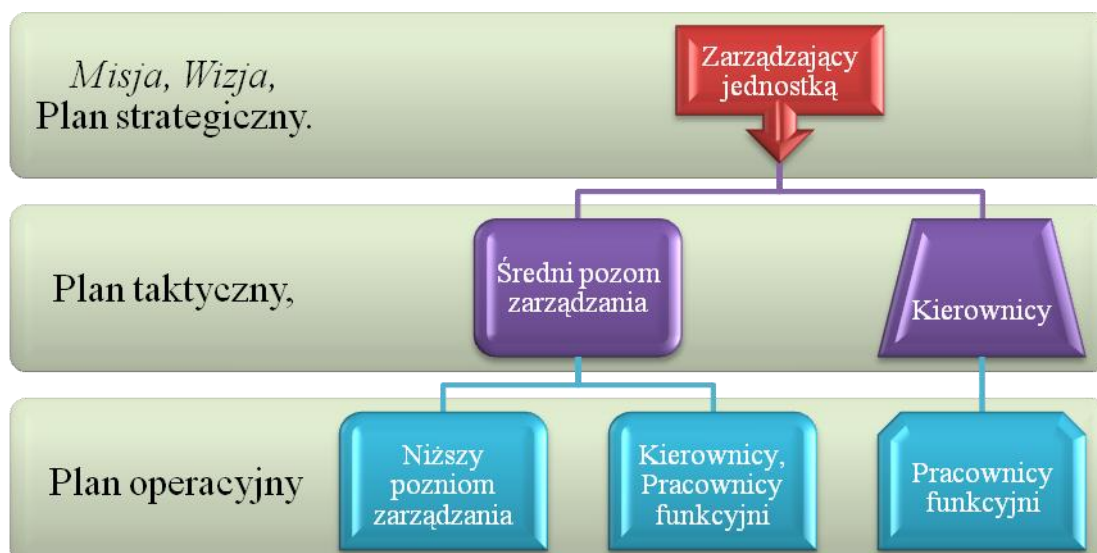 Misja, Wizja,
Plan strategiczny.
Zarządzający
jednostką
Plan taktyczny,
Średni pozom
zarządzania
Kierownicy
Plan operacyjny
Niższy
pozniom
zarządzania
Kierownicy,
Pracownicy
funkcyjni
Pracownicy
funkcyjni